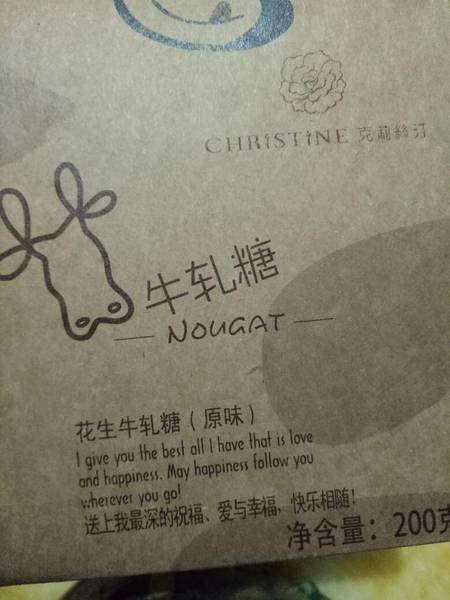 CHRiSTiNE 克莉絲汀
牛轧糖
— NOUGAT —
花生牛轧糖（原味）
I give you the best all I have that is love
and happiness. May happiness follow you
wherever you go!
送上我最深的祝福、爱与幸福，快乐相随！
净含量：200克